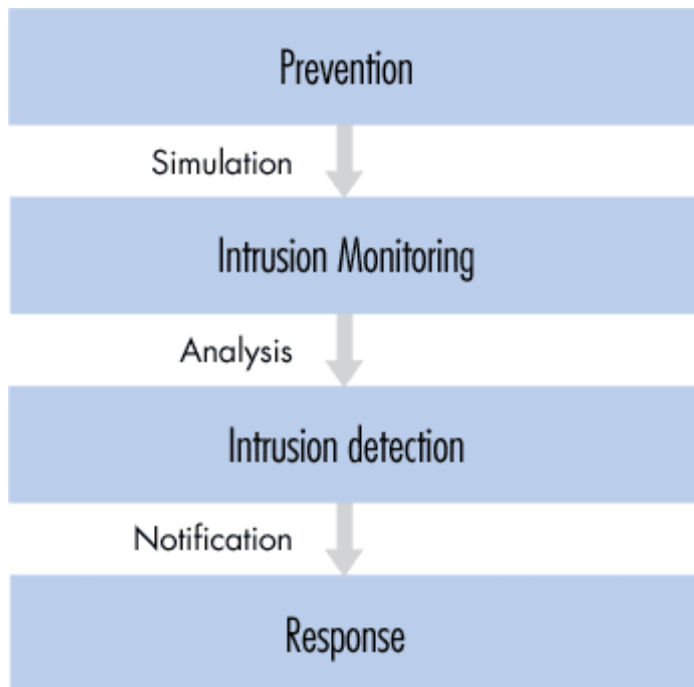 Prevention
Simulation
Intrusion Monitoring
Analysis
Intrusion detection
Notification
Response